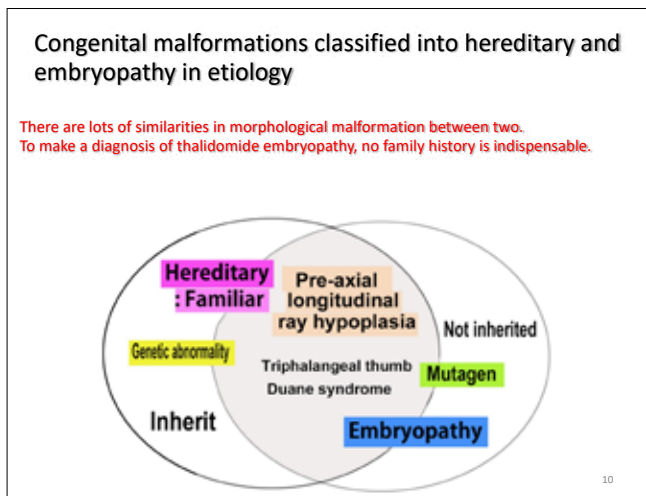 Congenital malformations classified into hereditary and
embryopathy in etiology
There are lots of similarities in morphological malformation between two.
To make a diagnosis of thalidomide embryopathy, no family history is indispensable.
Hereditary
: Familiar
Pre-axial
longitudinal
ray hypoplasia
Not inherited
Genetic abnormality
Triphalangeal thumb
Duane syndrome
Mutagen
Inherit
Embryopathy
10